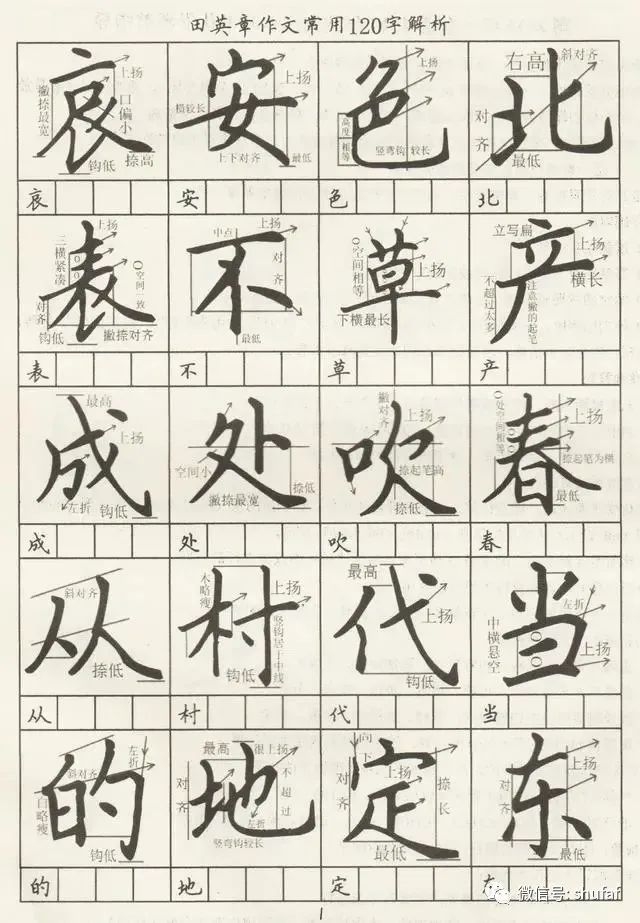 田英章作文常用120字解析
哀 上扬 撇捺最宽 口偏小 钩低 捺高
安 上扬 横较长 上下对齐 最低
色 上扬 高度相等 竖弯钩较长
北 右高 斜对齐 对齐 最低
哀 安 色 北
表 上扬 三横紧凑 空间一致 对齐 钩低 撇捺对齐
不 中点 上扬 对齐 最低
草 空间相等 上扬 下横最长
产 立写扁 上扬 横长 不超过太多 注意撇的起笔
表 不 草 产
成 最高 上扬 左折 钩低
处 空间小 捺低 撇捺最宽
吹 撇对齐 上扬 捺起笔高 捺低
春 O处空间相等 上扬 捺起笔为横 最低
成 处 吹 春
从 斜对齐 捺低
村 木略瘦 上扬 竖钩居于中线 钩低
代 最高 上扬 钩低
当 左折 中横悬空 上扬
从 村 代 当
的 左折 斜对齐 白略瘦 钩低
地 最高 很上扬 对齐 不超过 左折 竖弯钩较长
定 向下 上扬 对齐 捺长 最低
东 上扬 对齐 最低
的 地 定 东
微信号: shufaf
1